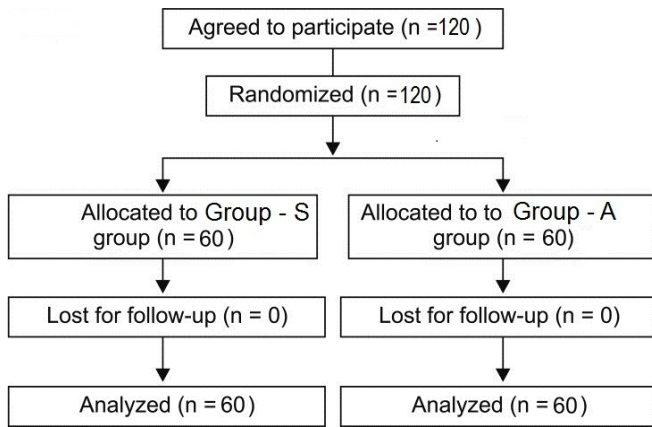 Agreed to participate (n =120 )
Randomized (n =120)
Allocated to Group - S
group (n = 60)
Allocated to to Group - A
group (n = 60)
Lost for follow-up (n = 0)
Lost for follow-up (n = 0)
Analyzed (n = 60)
Analyzed (n = 60)